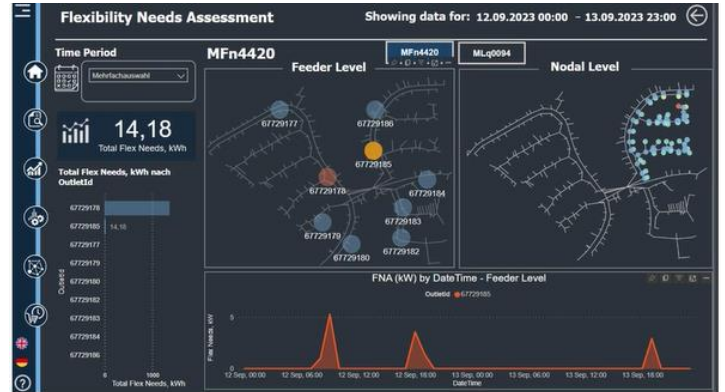 Flexibility Needs Assessment
Showing data for: 12.09.2023 00:00 - 13.09.2023 23:00
Time Period
Mehrfachauswahl
MFn4420
MFn4420
MLq0094
Feeder Level
Nodal Level
14,18
Total Flex Needs, kWh
Total Flex Needs, kWh nach
OutletId
67729178
67729185
14,18
67729177
67729179
67729180
67729182
67729183
67729184
67729186
OutletId
0
1000
Total Flex Needs, kWh
67729177
67729186
67729185
67729178
67729184
67729183
67729179
67729182
67729180
FNA (kW) by DateTime - Feeder Level
OutletId 67729185
Flex Needs, kW
5
0
12 Sep, 00:00
12 Sep, 06:00
12 Sep, 12:00
12 Sep, 18:00
13 Sep, 00:00
13 Sep, 06:00
13 Sep, 12:00
13 Sep, 18:00
DateTime
?